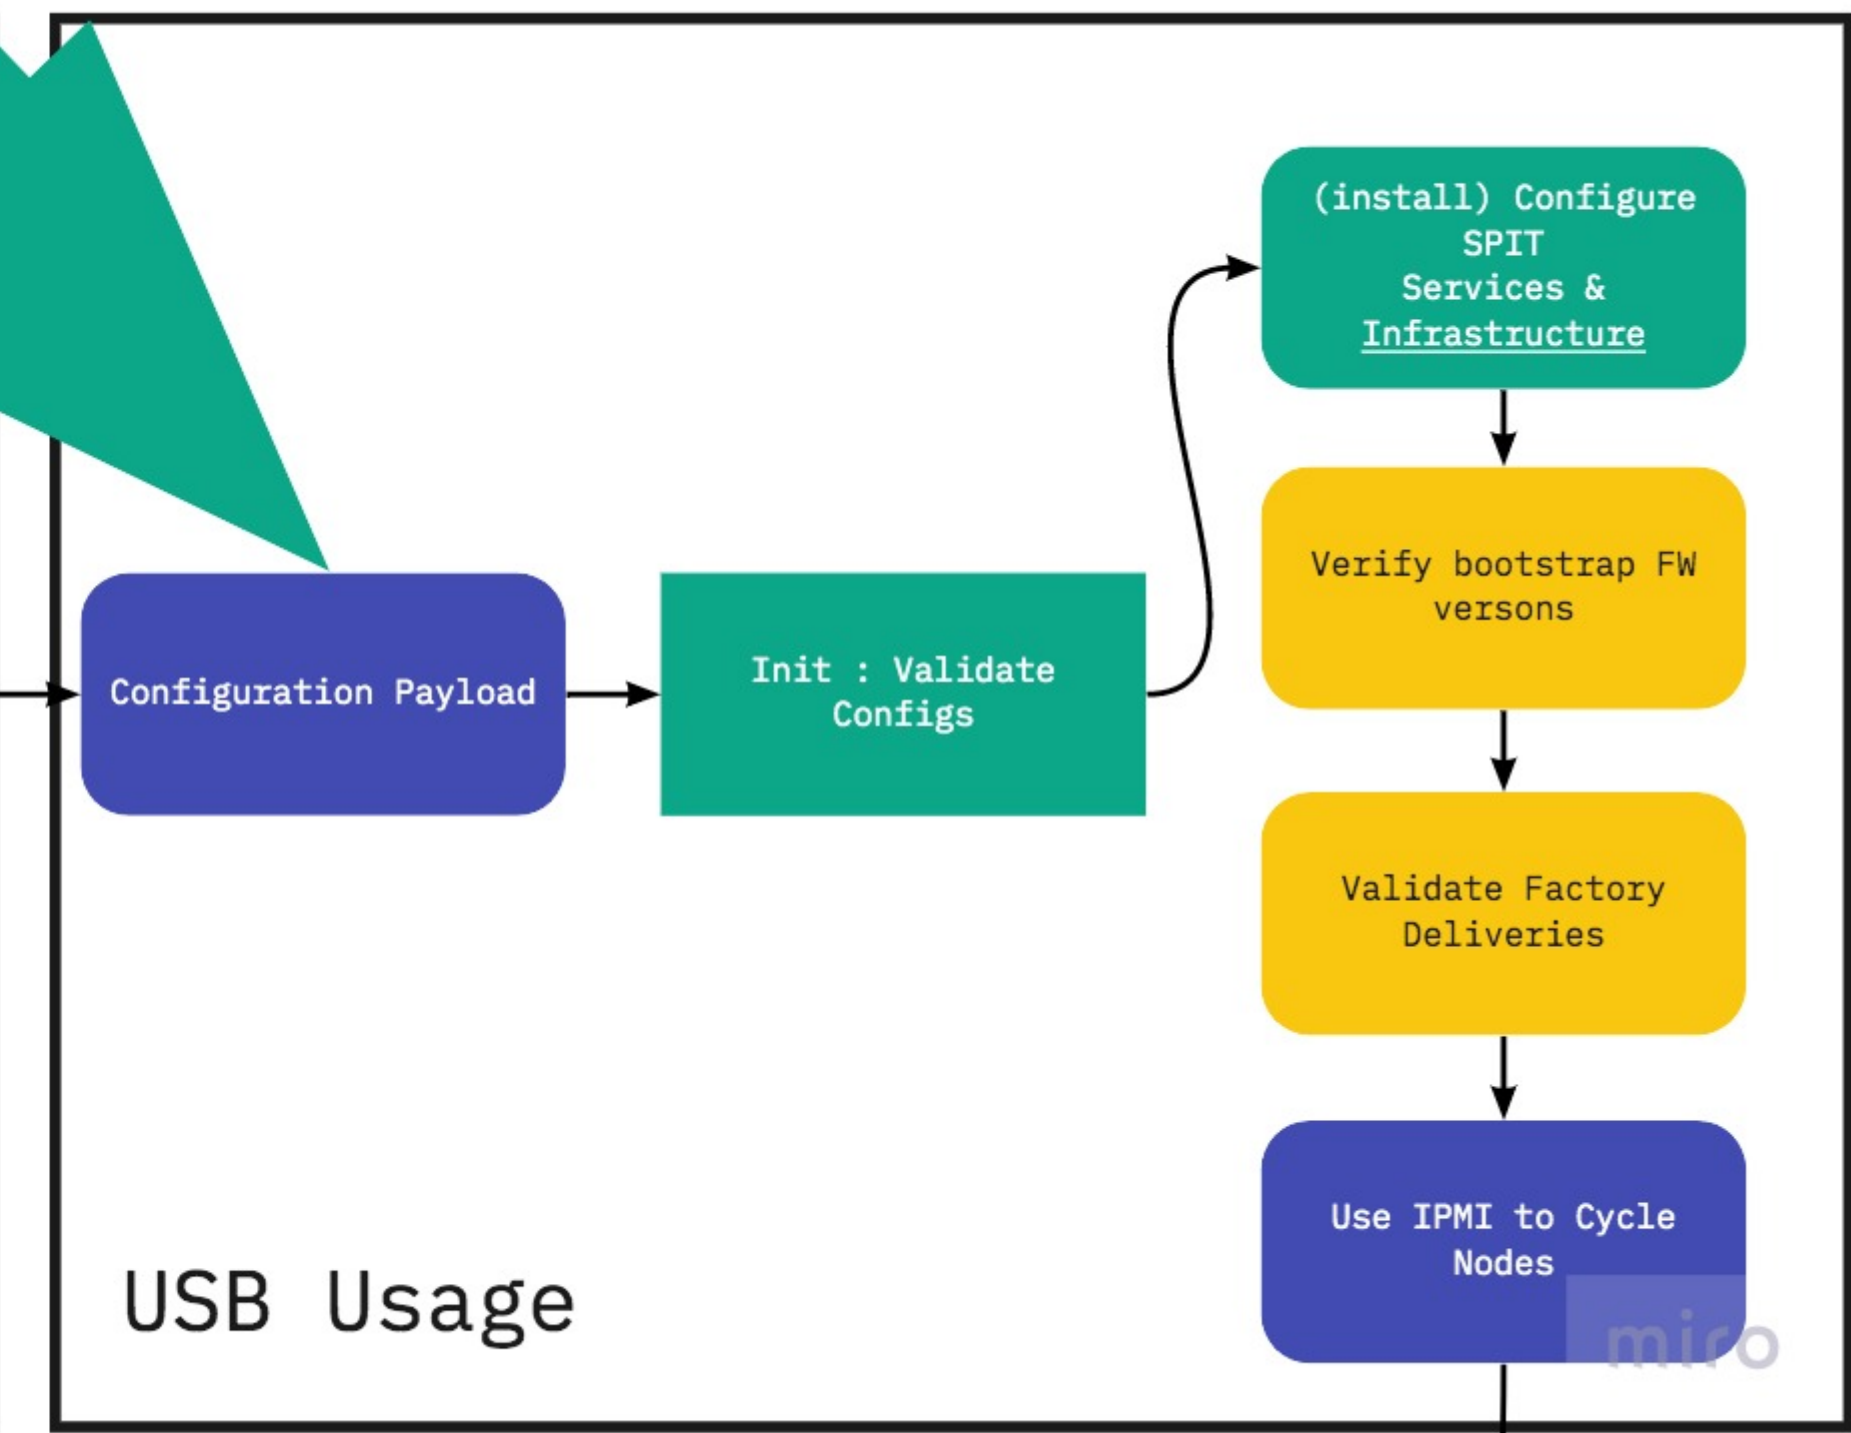 (install) Configure
SPIT
Services &
Infrastructure
Verify bootstrap FW
versons
Configuration Payload
Init : Validate
Configs
Validate Factory
Deliveries
Use IPMI to Cycle
Nodes
USB Usage
miro